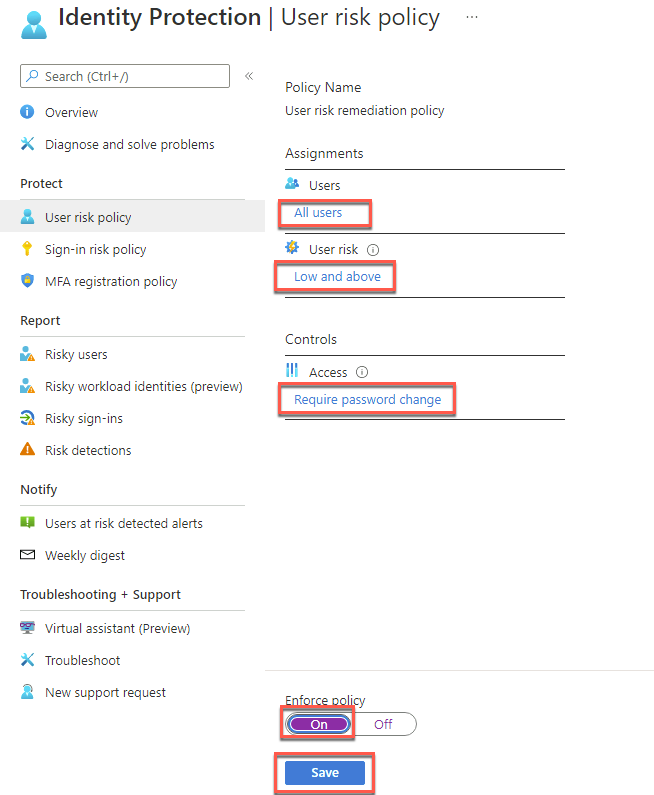 Identity Protection | User risk policy ...
Search (Ctrl+/) «
Overview
Diagnose and solve problems
Protect
User risk policy
Sign-in risk policy
MFA registration policy
Report
Risky users
Risky workload identities (preview)
Risky sign-ins
Risk detections
Notify
Users at risk detected alerts
Weekly digest
Troubleshooting + Support
Virtual assistant (Preview)
Troubleshoot
New support request
Policy Name
User risk remediation policy
Assignments
Users
All users
User risk
Low and above
Controls
Access
Require password change
Enforce policy
On Off
Save